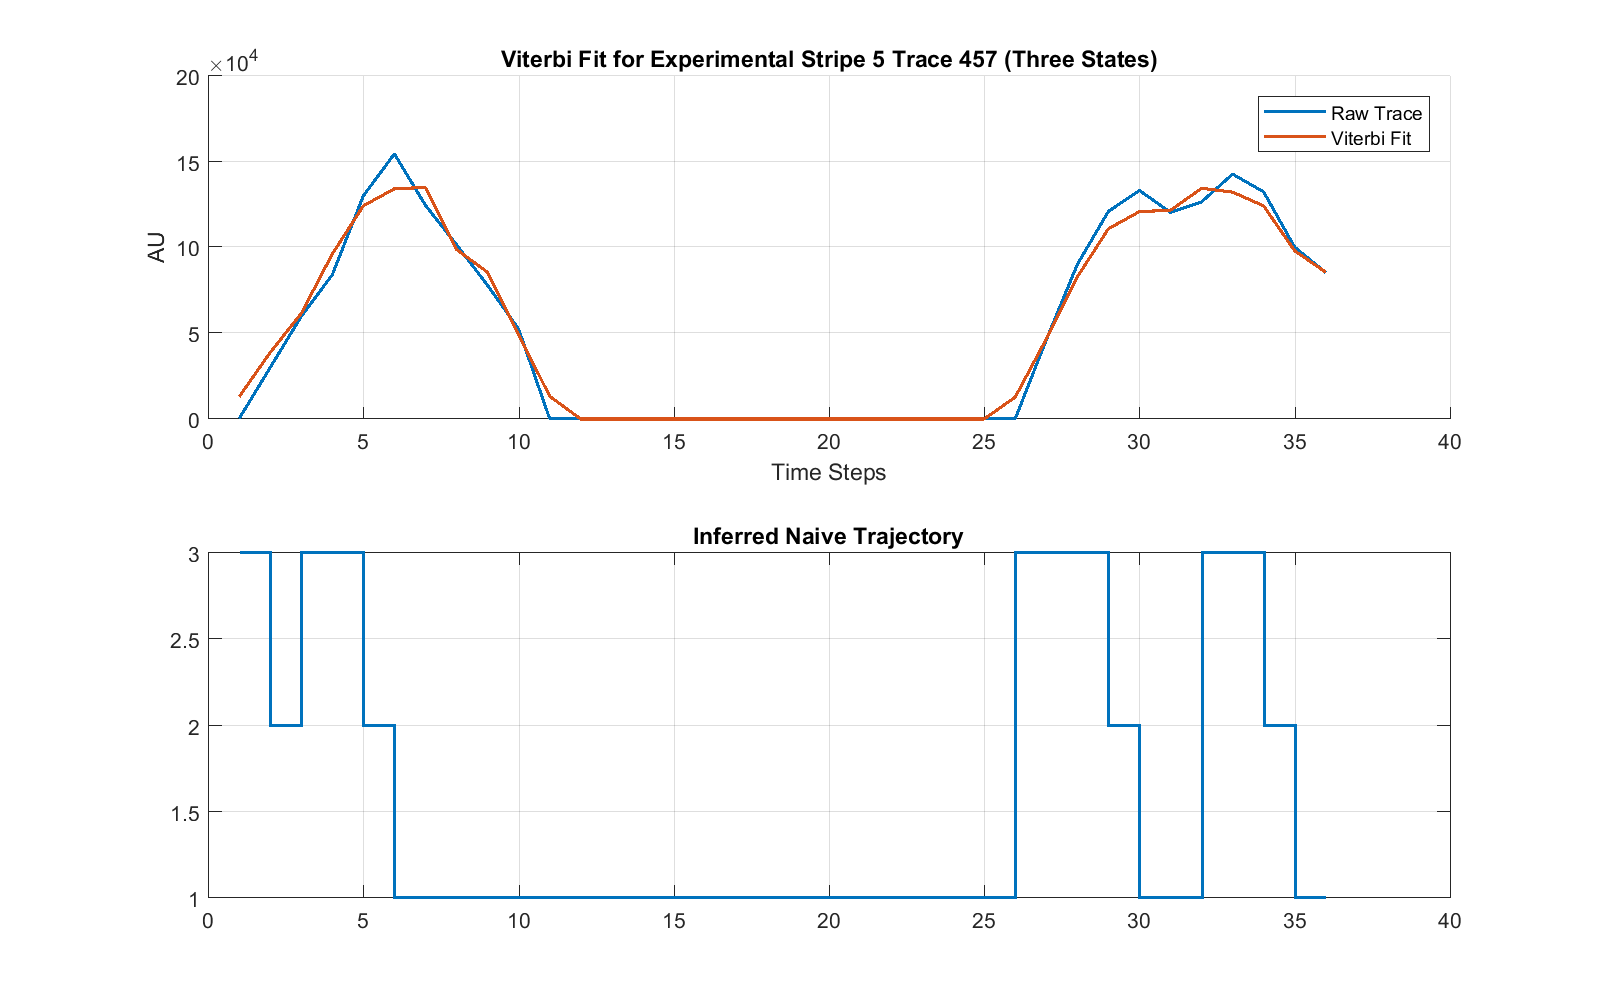 Viterbi Fit for Experimental Stripe 5 Trace 457 (Three States)
×10^4
20
15
10
5
0
AU
Raw Trace
Viterbi Fit
0 5 10 15 20 25 30 35 40
Time Steps
Inferred Naive Trajectory
3
2.5
2
1.5
1
0 5 10 15 20 25 30 35 40